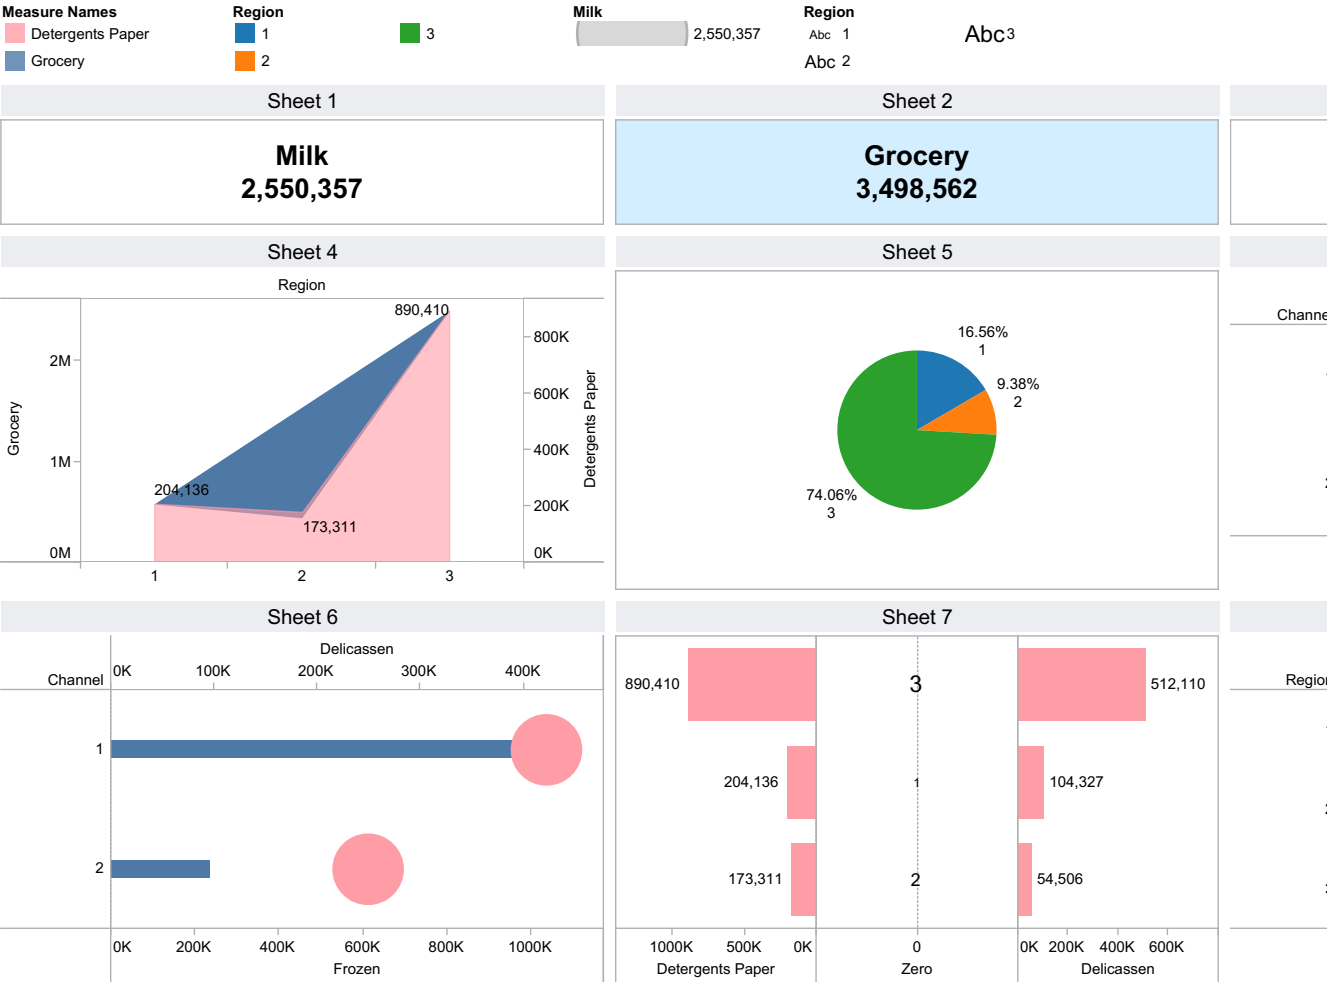 Measure Names
Detergents Paper
Grocery
Region
1
2
3
Milk
2,550,357
Region
Abc 1
Abc 2
Abc 3
Sheet 1
Sheet 2
Milk
2,550,357
Grocery
3,498,562
Sheet 4
Region
Grocery
2M
1M
0M
890,410
204,136
173,311
800K
600K
400K
200K
0K
Detergents Paper
1 2 3
Sheet 5
16.56%
1
9.38%
2
74.06%
3
Channe
Sheet 6
Delicassen
Channel
0K 100K 200K 300K 400K
1
2
0K 200K 400K 600K 800K 1000K
Frozen
Sheet 7
890,410 3 512,110
204,136 1 104,327
173,311 2 54,506
1000K 500K 0K 0 0K 200K 400K 600K
Detergents Paper Zero Delicassen
Region